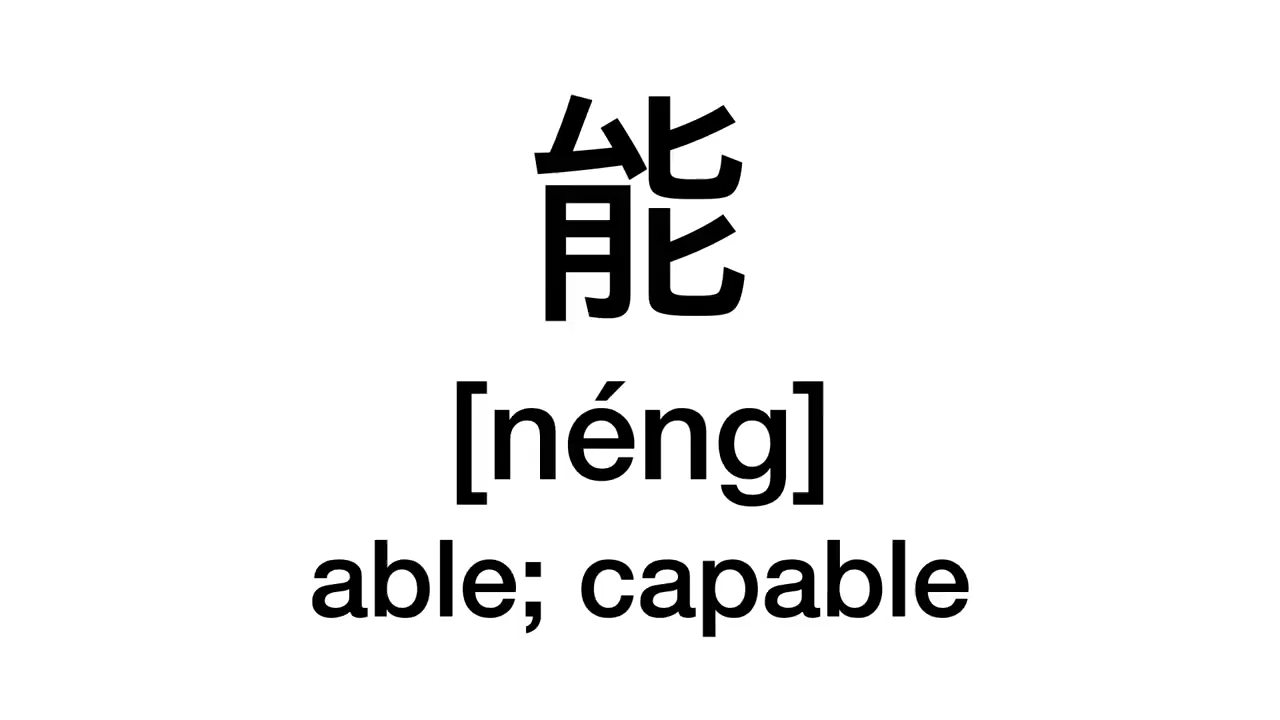 能
[néng]
able; capable